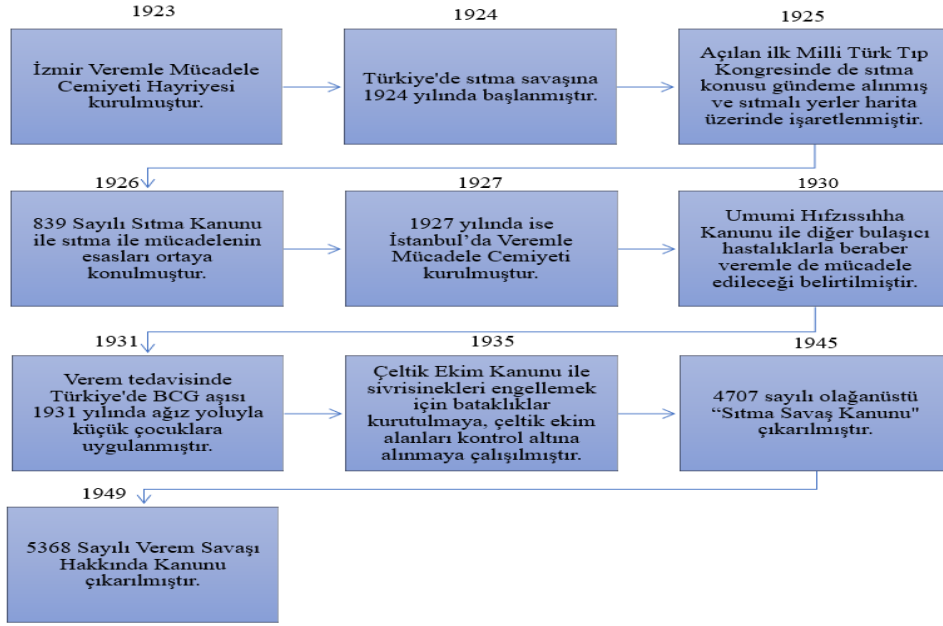 1923
İzmir Veremle Mücadele
Cemiyeti Hayriyesi
kurulmuştur.
1924
Türkiye'de sıtma savaşına
1924 yılında başlanmıştır.
1925
Açılan ilk Milli Türk Tıp
Kongresinde de sıtma
konusu gündeme alınmış
ve sıtmalı yerler harita
üzerinde işaretlenmiştir.
1926
839 Sayılı Sıtma Kanunu
ile sıtma ile mücadelenin
esasları ortaya
konulmuştur.
1927
1927 yılında ise
İstanbul’da Veremle
Mücadele Cemiyeti
kurulmuştur.
1930
Umumi Hıfzıssıhha
Kanunu ile diğer bulaşıcı
hastalıklarla beraber
veremle de mücadele
edileceği belirtilmiştir.
1931
Verem tedavisinde
Türkiye'de BCG aşısı
1931 yılında ağız yoluyla
küçük çocuklara
uygulanmıştır.
1935
Çeltik Ekim Kanunu ile
sivrisinekleri engellemek
için bataklıklar
kurutulmaya, çeltik ekim
alanları kontrol altına
alınmaya çalışılmıştır.
1945
4707 sayılı olağanüstü
“Sıtma Savaş Kanunu"
çıkarılmıştır.
1949
5368 Sayılı Verem Savaşı
Hakkında Kanunu
çıkarılmıştır.